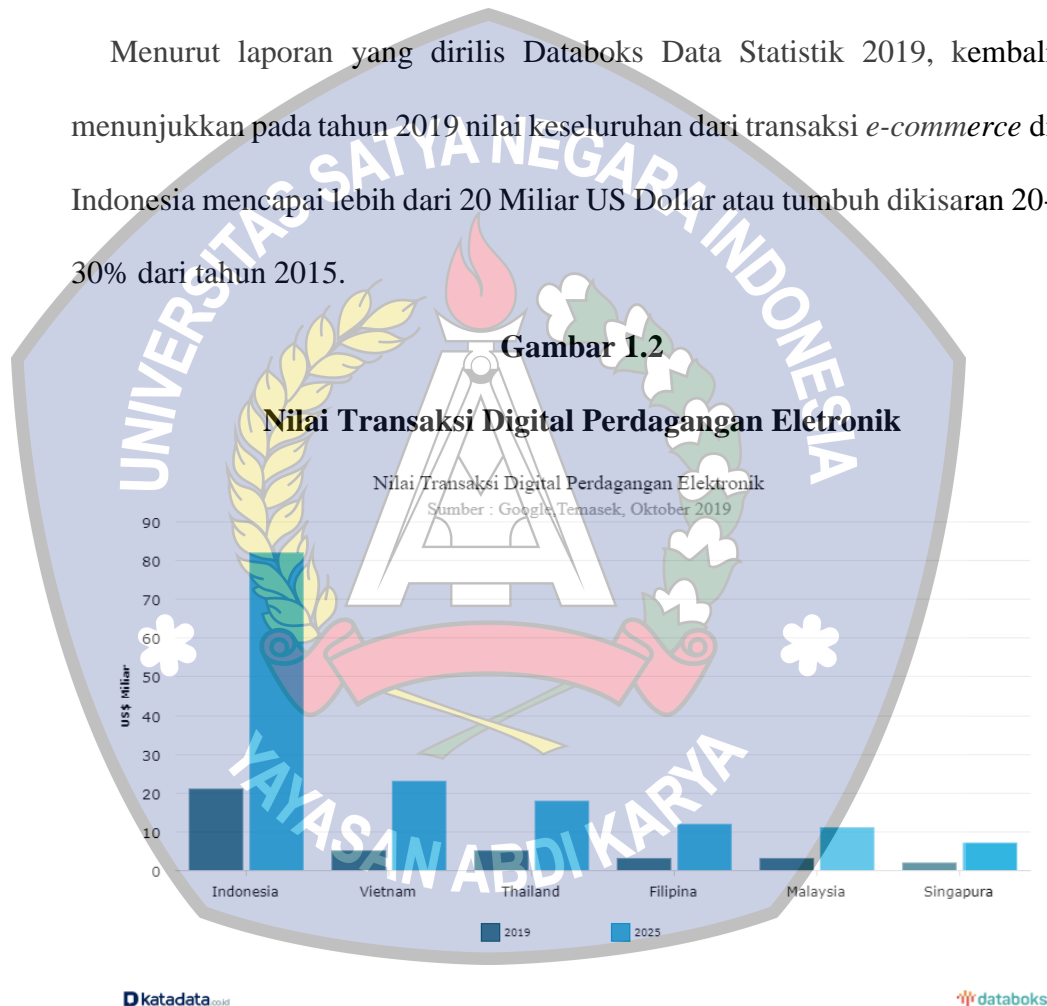 Menurut laporan yang dirilis Databoks Data Statistik 2019, kembali
menunjukkan pada tahun 2019 nilai keseluruhan dari transaksi e-commerce di
Indonesia mencapai lebih dari 20 Miliar US Dollar atau tumbuh dikisaran 20-
30% dari tahun 2015.
UNIVERSITAS SATYA NEGARA INDONESIA
Gambar 1.2
Nilai Transaksi Digital Perdagangan Eletronik
Nilai Transaksi Digital Perdagangan Elektronik
Sumber : Google,Temasek, Oktober 2019
US$ Miliar
90
80
70
60
50
40
30
20
10
0
Indonesia Vietnam Thailand Filipina Malaysia Singapura
2019 2025
YAYASAN ABDI KARYA
katadata.co.id databoks